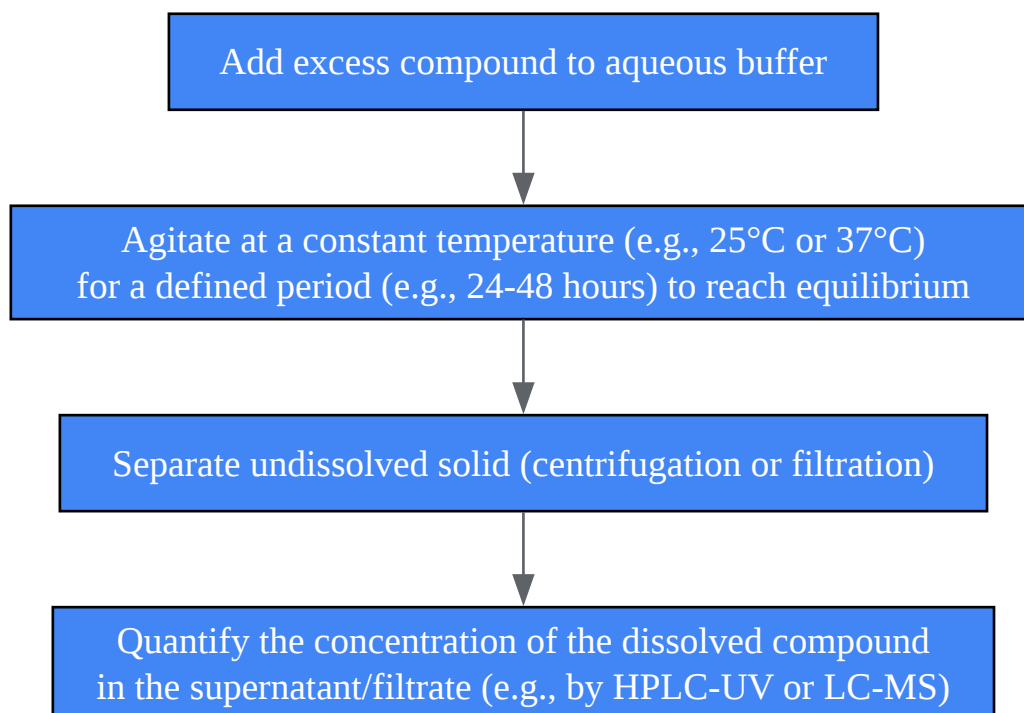 Add excess compound to aqueous buffer
Agitate at a constant temperature (e.g., 25°C or 37°C)
for a defined period (e.g., 24-48 hours) to reach equilibrium
Separate undissolved solid (centrifugation or filtration)
Quantify the concentration of the dissolved compound
in the supernatant/filtrate (e.g., by HPLC-UV or LC-MS)